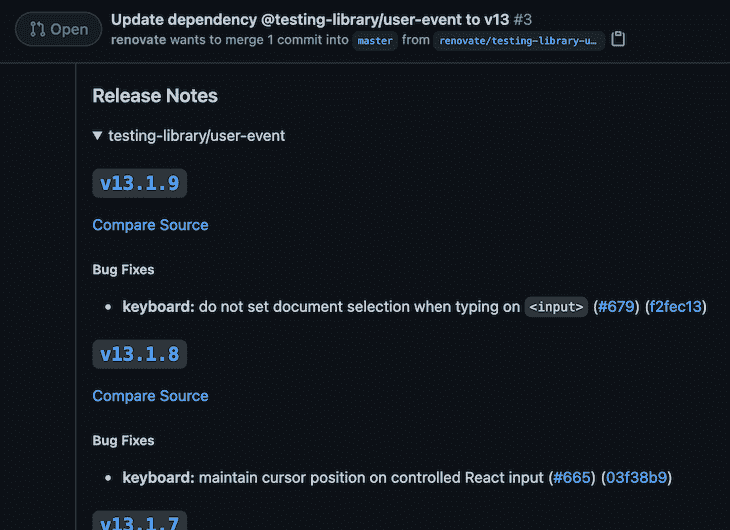 Open
Update dependency @testing-library/user-event to v13 #3
renovate wants to merge 1 commit into master from renovate/testing-library-u…
Release Notes
▼ testing-library/user-event
v13.1.9
Compare Source
Bug Fixes
• keyboard: do not set document selection when typing on <input> (#679) (f2fec13)
v13.1.8
Compare Source
Bug Fixes
• keyboard: maintain cursor position on controlled React input (#665) (03f38b9)
v13.1.7